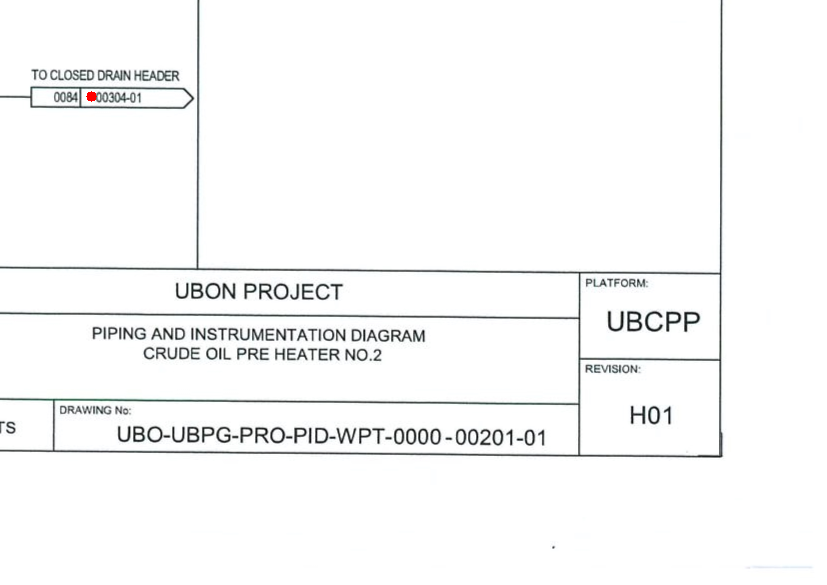 TO CLOSED DRAIN HEADER
0084 00304-01
UBON PROJECT
PLATFORM:
UBCPP
PIPING AND INSTRUMENTATION DIAGRAM
CRUDE OIL PRE HEATER NO.2
REVISION:
H01
TS
DRAWING No:
UBO-UBPG-PRO-PID-WPT-0000-00201-01